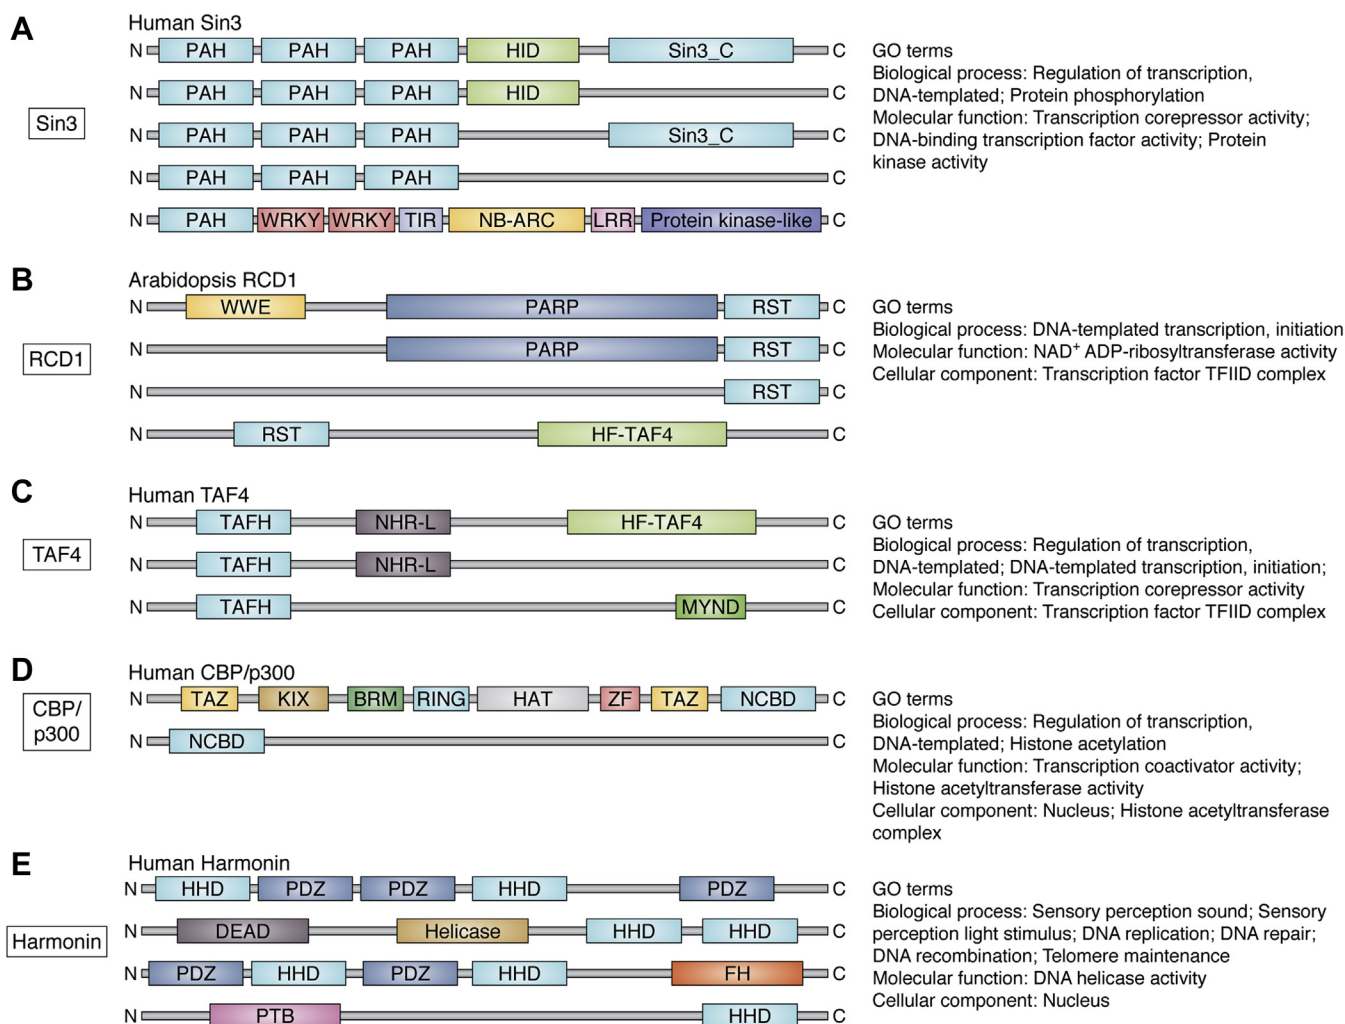 A
Human Sin3
N PAH PAH PAH HID Sin3_C C
N PAH PAH PAH HID C
N PAH PAH PAH Sin3_C C
N PAH PAH PAH C
N PAH WRKY WRKY TIR NB-ARC LRR Protein kinase-like C
Sin3
GO terms
Biological process: Regulation of transcription,
DNA-templated; Protein phosphorylation
Molecular function: Transcription corepressor activity;
DNA-binding transcription factor activity; Protein
kinase activity
B
Arabidopsis RCD1
N WWE PARP RST C
N PARP RST C
N RST C
N RST HF-TAF4 C
RCD1
GO terms
Biological process: DNA-templated transcription, initiation
Molecular function: NAD+ ADP-ribosyltransferase activity
Cellular component: Transcription factor TFIID complex
C
Human TAF4
N TAFH NHR-L HF-TAF4 C
N TAFH NHR-L C
N TAFH MYND C
TAF4
GO terms
Biological process: Regulation of transcription,
DNA-templated; DNA-templated transcription, initiation;
Molecular function: Transcription corepressor activity
Cellular component: Transcription factor TFIID complex
D
Human CBP/p300
N TAZ KIX BRM RING HAT ZF TAZ NCBD C
N NCBD C
CBP/
p300
GO terms
Biological process: Regulation of transcription,
DNA-templated; Histone acetylation
Molecular function: Transcription coactivator activity;
Histone acetyltransferase activity
Cellular component: Nucleus; Histone acetyltransferase
complex
E
Human Harmonin
N HHD PDZ PDZ HHD PDZ C
N DEAD Helicase HHD HHD C
N PDZ HHD PDZ HHD FH C
N PTB HHD C
Harmonin
GO terms
Biological process: Sensory perception sound; Sensory
perception light stimulus; DNA replication; DNA repair;
DNA recombination; Telomere maintenance
Molecular function: DNA helicase activity
Cellular component: Nucleus